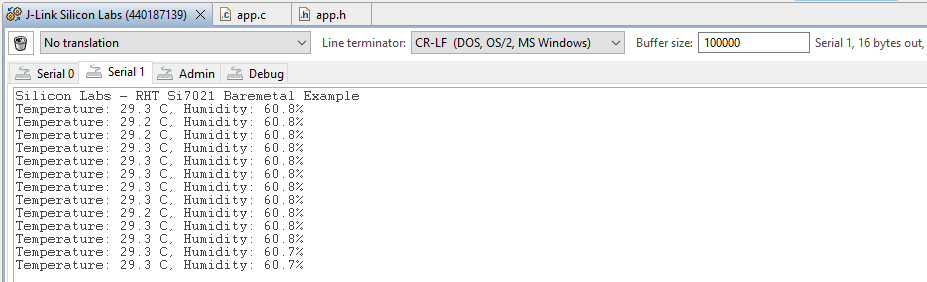 J-Link Silicon Labs (440187139) app.c app.h
No translation Line terminator: CR-LF (DOS, OS/2, MS Windows) Buffer size: 100000 Serial 1, 16 bytes out,
Serial 0 Serial 1 Admin Debug
Silicon Labs - RHT Si7021 Baremetal Example
Temperature: 29.3 C, Humidity: 60.8%
Temperature: 29.2 C, Humidity: 60.8%
Temperature: 29.2 C, Humidity: 60.8%
Temperature: 29.3 C, Humidity: 60.8%
Temperature: 29.3 C, Humidity: 60.8%
Temperature: 29.3 C, Humidity: 60.8%
Temperature: 29.3 C, Humidity: 60.8%
Temperature: 29.3 C, Humidity: 60.8%
Temperature: 29.2 C, Humidity: 60.8%
Temperature: 29.3 C, Humidity: 60.8%
Temperature: 29.3 C, Humidity: 60.8%
Temperature: 29.3 C, Humidity: 60.7%
Temperature: 29.3 C, Humidity: 60.7%